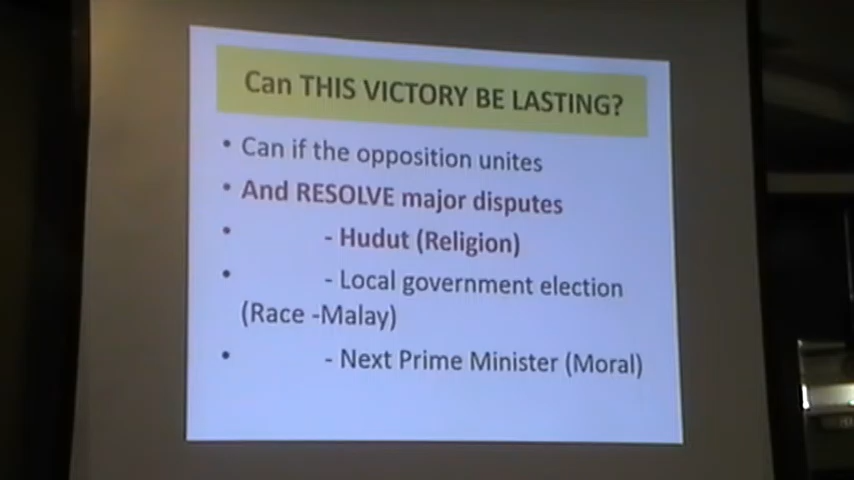 Can THIS VICTORY BE LASTING?
• Can if the opposition unites
• And RESOLVE major disputes
• - Hudut (Religion)
• - Local government election
(Race -Malay)
• - Next Prime Minister (Moral)